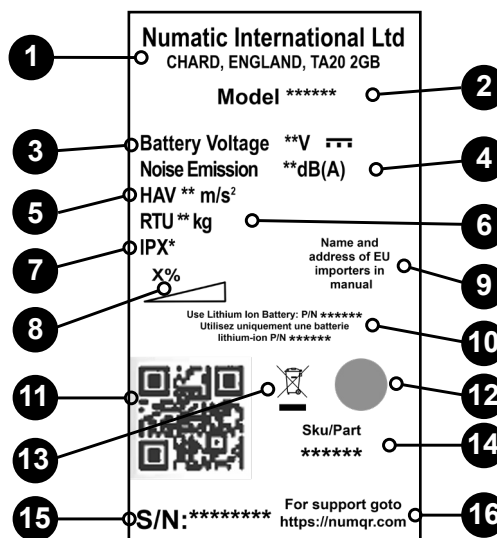 Numatic International Ltd
CHARD, ENGLAND, TA20 2GB
1
Model ******
2
3
Battery Voltage **V
Noise Emission **dB(A)
4
5
HAV ** m/s²
RTU ** kg
6
7
IPX*
Name and
address of EU
importers in
manual
9
X%
8
Use Lithium Ion Battery: P/N ******
Utilisez uniquement une batterie
lithium-ion P/N ******
10
11
12
13
Sku/Part
******
14
15
S/N:********
For support goto
https://numqr.com
16